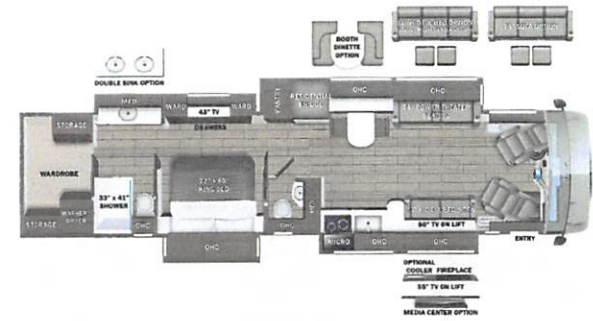 BOOTH
DINETTE
OPTION
DOUBLE SINK OPTION
MED
WARD
43" TV
WARD
PANTRY
RESIDENTIAL
FRIDGE
OHC
OHC
STORAGE
DRAWERS
WARDROBE
KING BED
33" x 41"
SHOWER
WASHER
DRYER
STORAGE
OHC
OHC
OHC
OHC
MICRO
OHC
OHC
50" TV ON LIFT
ENTRY
OPTIONAL
COOLER FIREPLACE
55" TV ON LIFT
MEDIA CENTER OPTION